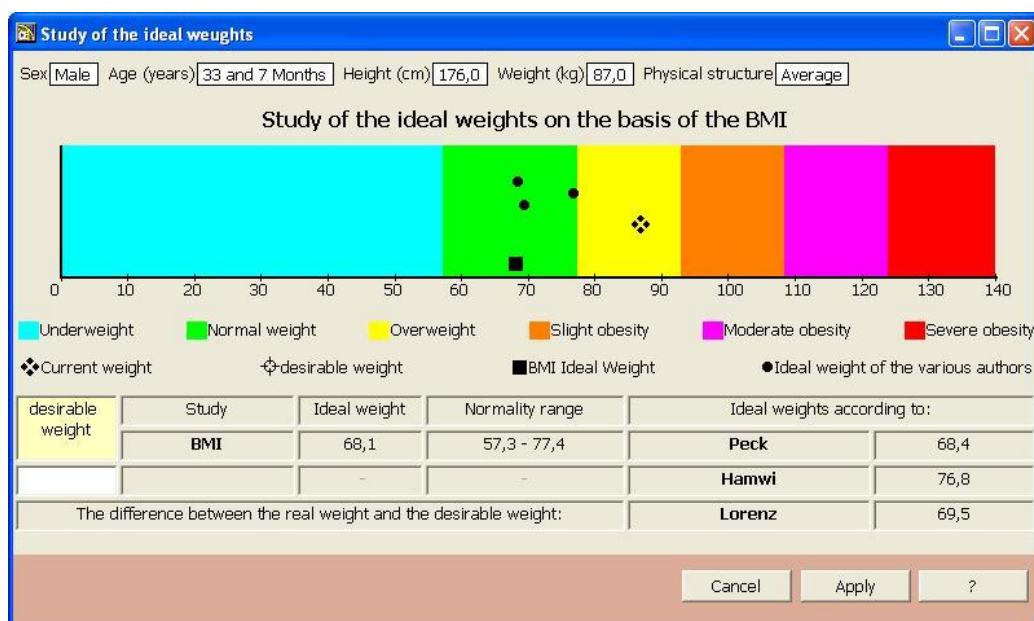 Study of the ideal weughts
Sex Male Age (years) 33 and 7 Months Height (cm) 176,0 Weight (kg) 87,0 Physical structure Average
Study of the ideal weights on the basis of the BMI
0 10 20 30 40 50 60 70 80 90 100 110 120 130 140
Underweight Normal weight Overweight Slight obesity Moderate obesity Severe obesity
Current weight desirable weight BMI Ideal Weight Ideal weight of the various authors
desirable weight Study Ideal weight Normality range Ideal weights according to:
BMI 68,1 57,3 - 77,4 Peck 68,4
- - Hamwi 76,8
The difference between the real weight and the desirable weight: Lorenz 69,5
Cancel Apply ?